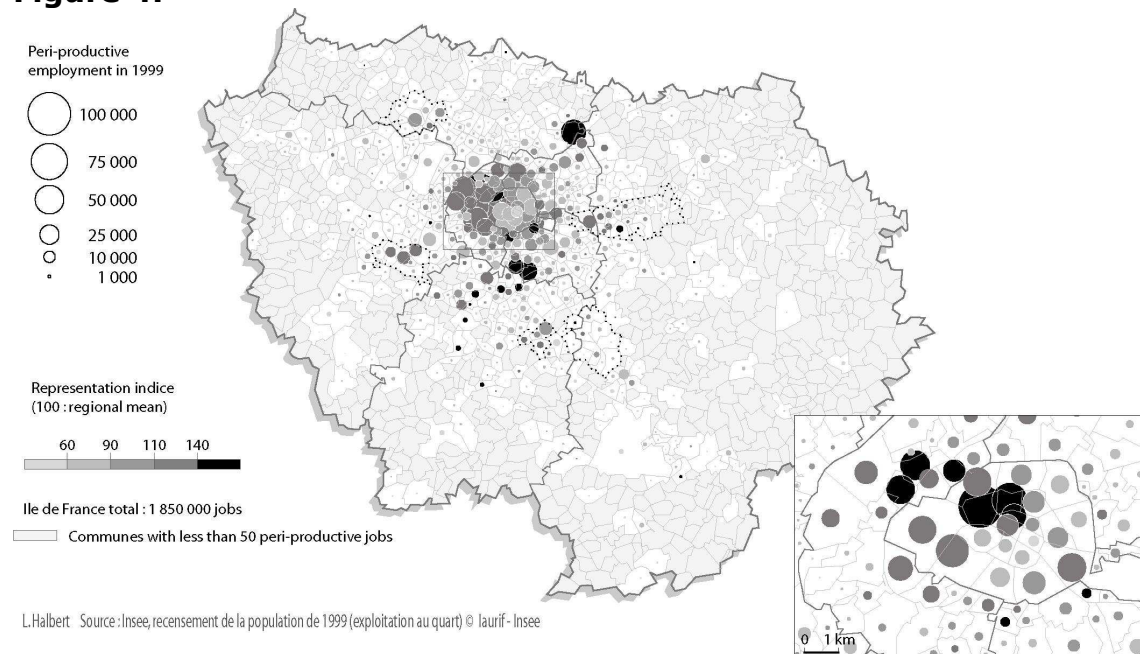 Peri-productive
employment in 1999
100 000
75 000
50 000
25 000
10 000
1 000
Representation indice
(100 : regional mean)
60 90 110 140
Ile de France total : 1 850 000 jobs
Communes with less than 50 peri-productive jobs
L.Halbert Source : Insee, recensement de la population de 1999 (exploitation au quart) © Iaurif - Insee
0 1 km